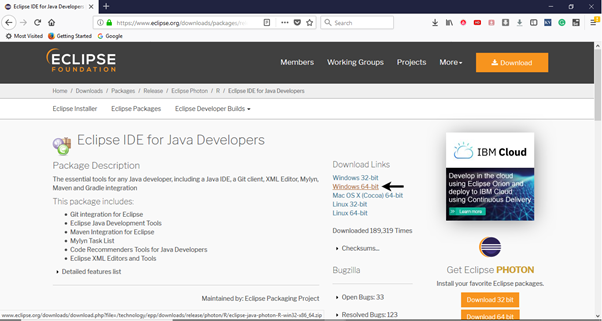 Eclipse IDE for Java Developers
https://www.eclipse.org/downloads/packages/
Search
Most Visited
Getting Started
Google
ECLIPSE
FOUNDATION
Members
Working Groups
Projects
More
Download
Home / Downloads / Packages / Release / Eclipse Photon / R / Eclipse IDE for Java Developers
Eclipse Installer
Eclipse Packages
Eclipse Developer Builds
Eclipse IDE for Java Developers
Package Description
The essential tools for any Java developer, including a Java IDE, a Git client, XML Editor, Mylyn,
Maven and Gradle integration
This package includes:
Git integration for Eclipse
Eclipse Java Development Tools
Maven Integration for Eclipse
Mylyn Task List
Code Recommenders Tools for Java Developers
Eclipse XML Editors and Tools
Detailed features list
Maintained by: Eclipse Packaging Project
Download Links
Windows 32-bit
Windows 64-bit
Mac OS X (Cocoa) 64-bit
Linux 32-bit
Linux 64-bit
Downloaded 189,319 Times
Checksums...
Bugzilla
Open Bugs: 33
Resolved Bugs: 123
IBM Cloud
Develop in the cloud
using Eclipse Orion and
deploy to IBM Cloud
using Continuous Delivery
Learn more
Get Eclipse PHOTON
Install your favorite Eclipse packages.
Download 32 bit
Download 64 bit
www.eclipse.org/downloads/download.php?file=/technology/epp/downloads/release/photon/R/eclipse-java-photon-R-win32-x86_64.zip